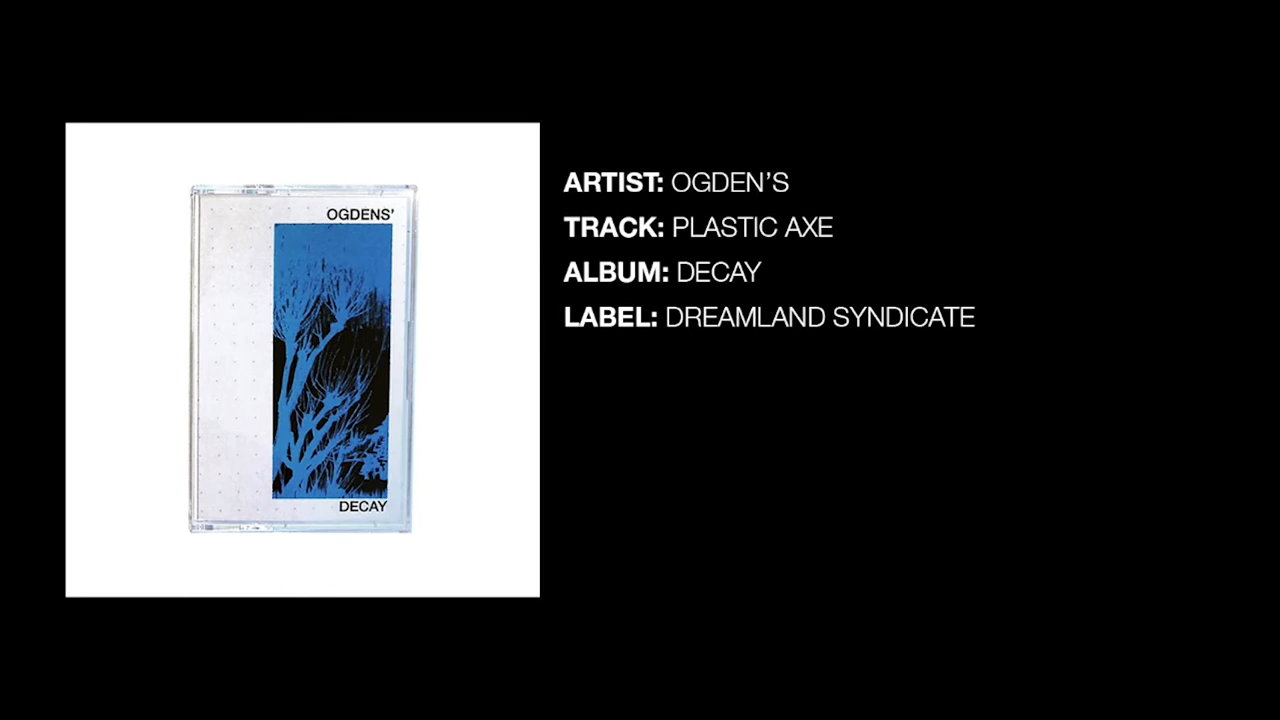 OGDENS'
DECAY
ARTIST: OGDEN’S
TRACK: PLASTIC AXE
ALBUM: DECAY
LABEL: DREAMLAND SYNDICATE